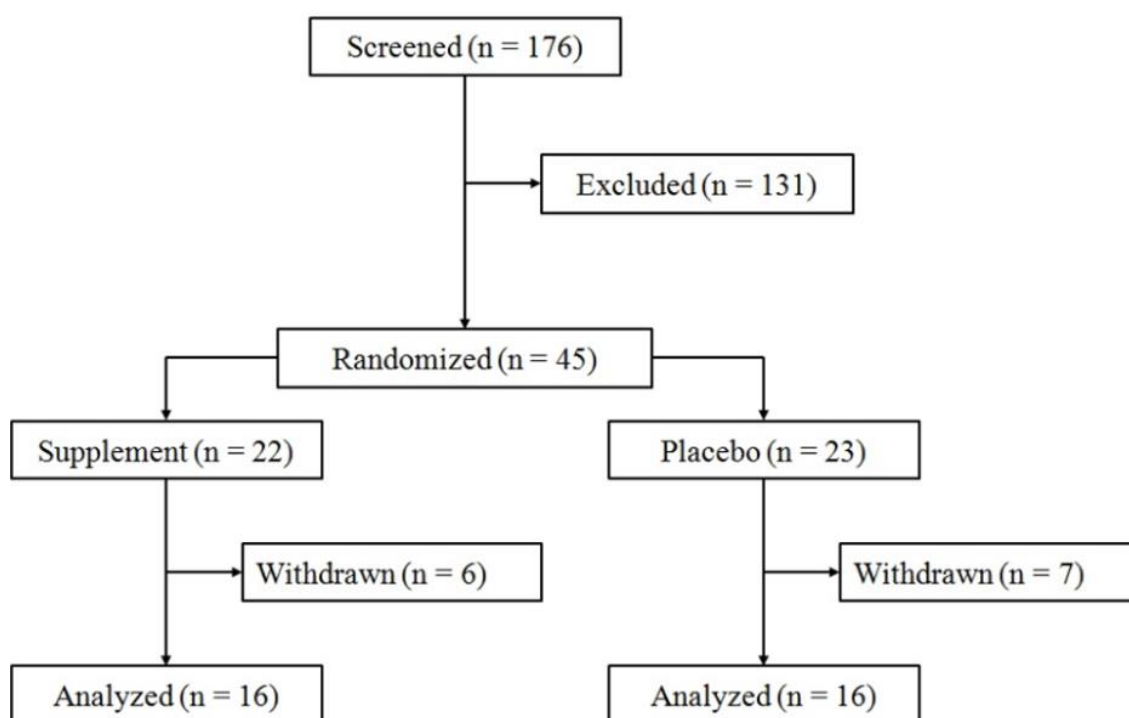 Screened (n = 176)
Excluded (n = 131)
Randomized (n = 45)
Supplement (n = 22)
Placebo (n = 23)
Withdrawn (n = 6)
Withdrawn (n = 7)
Analyzed (n = 16)
Analyzed (n = 16)